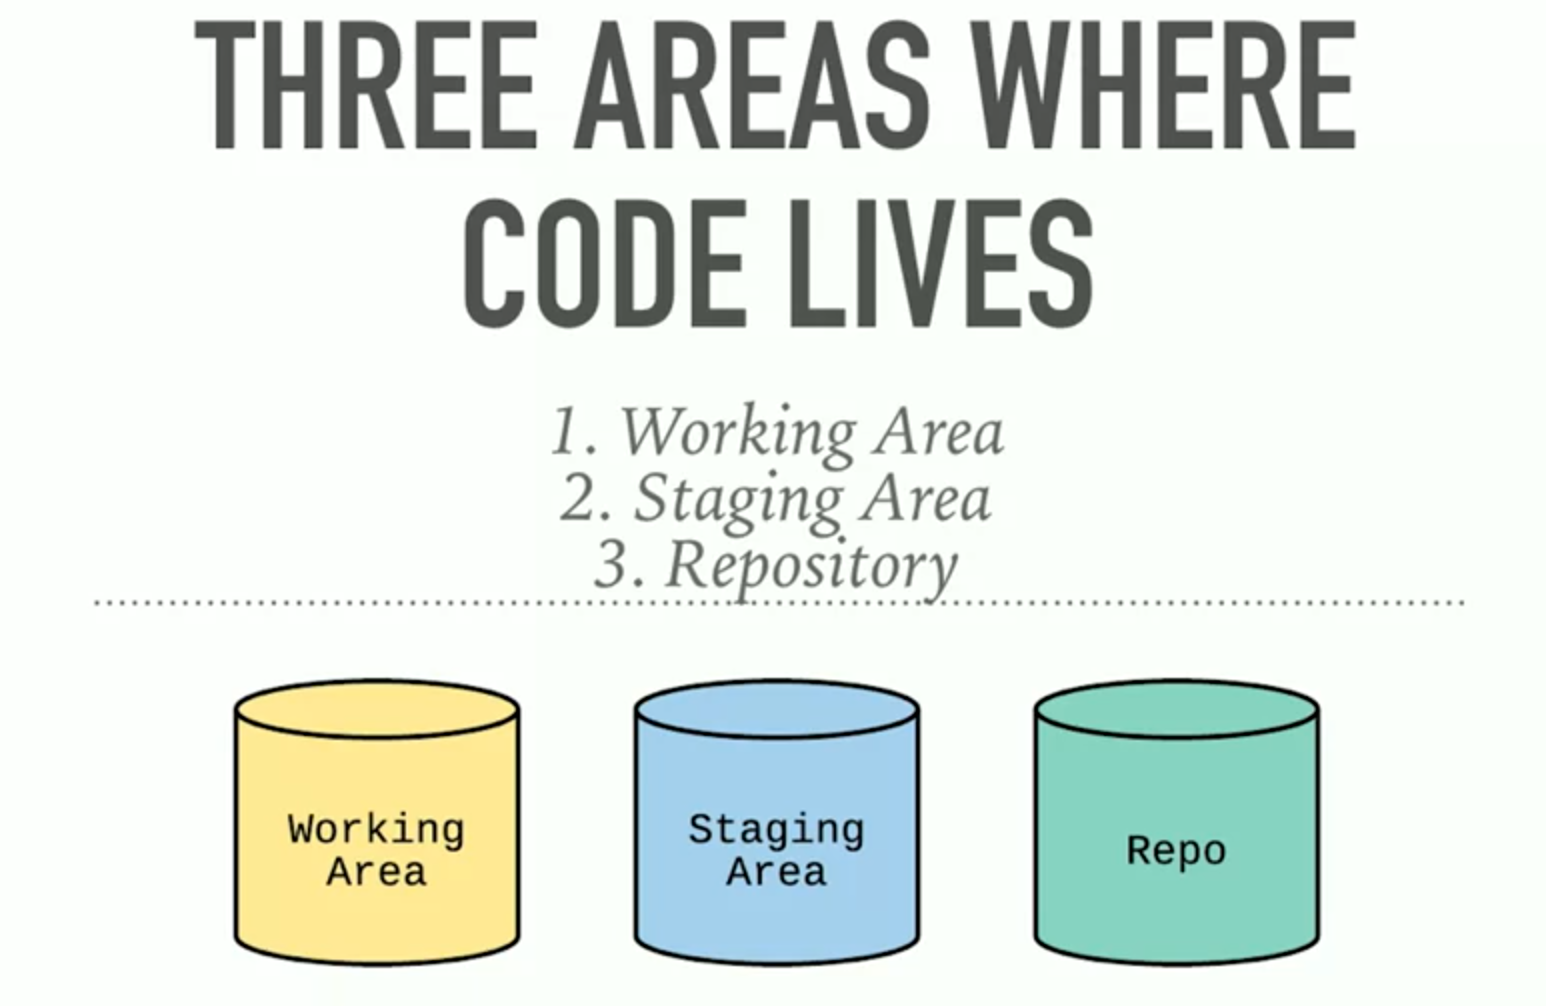 THREE AREAS WHERE
CODE LIVES
1. Working Area
2. Staging Area
3. Repository
Working
Area
Staging
Area
Repo